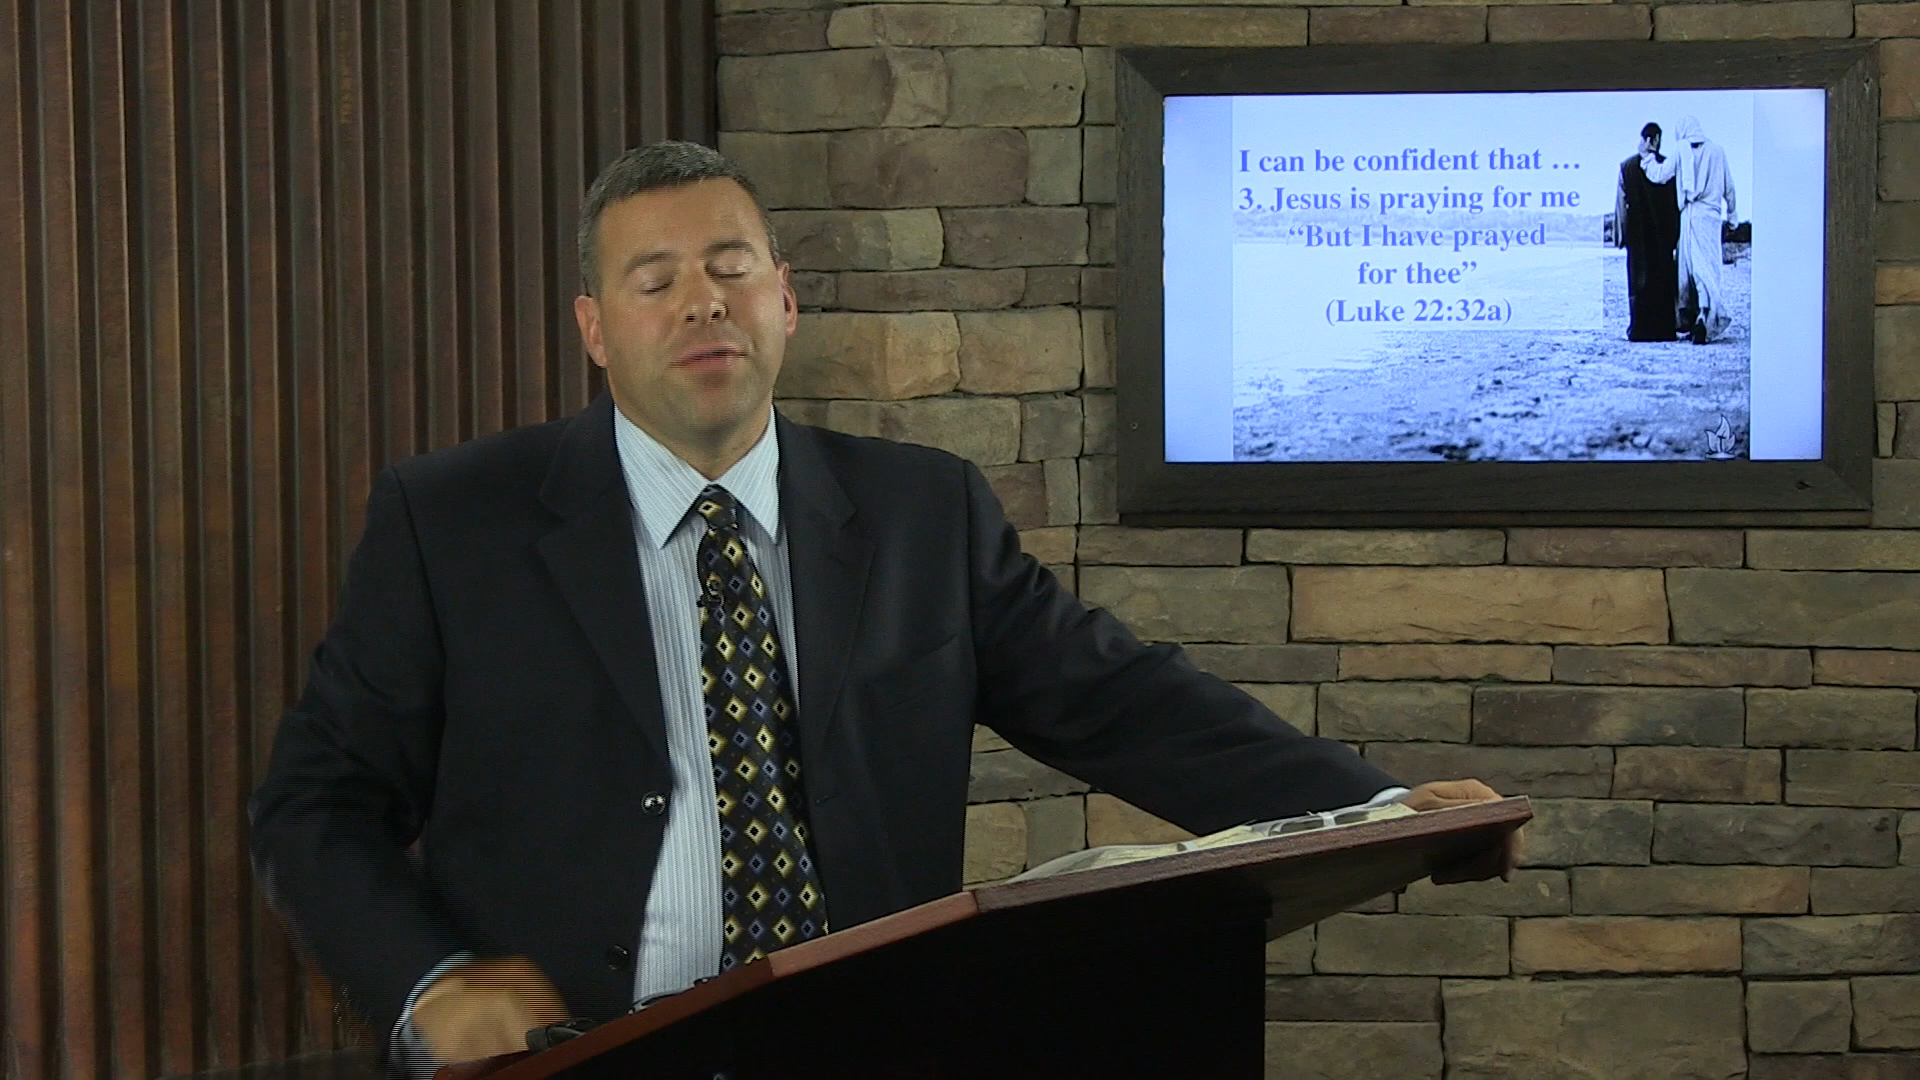 I can be confident that …
3. Jesus is praying for me
“But I have prayed
for thee”
(Luke 22:32a)